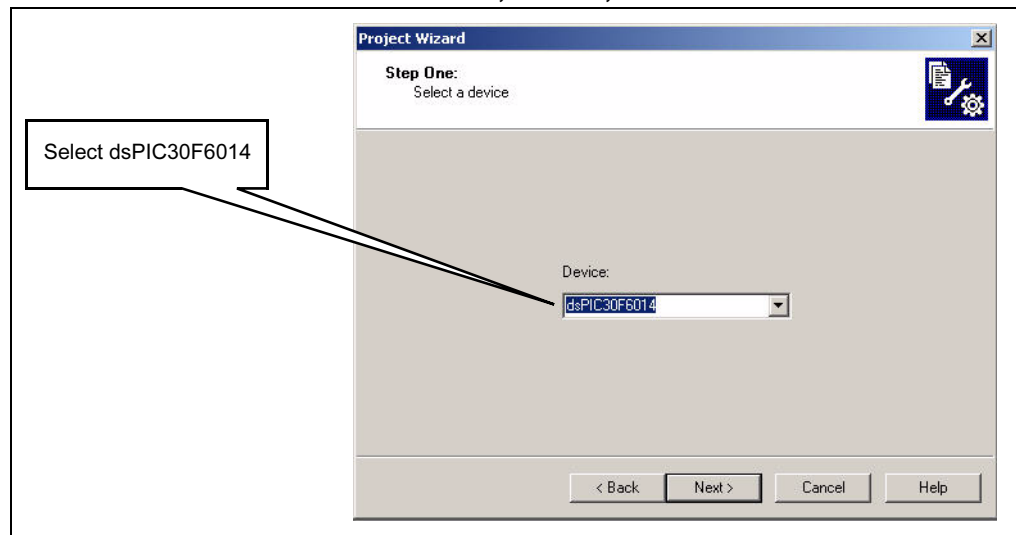 Project Wizard
Step One:
Select a device
Select dsPIC30F6014
Device:
dsPIC30F6014
< Back
Next >
Cancel
Help